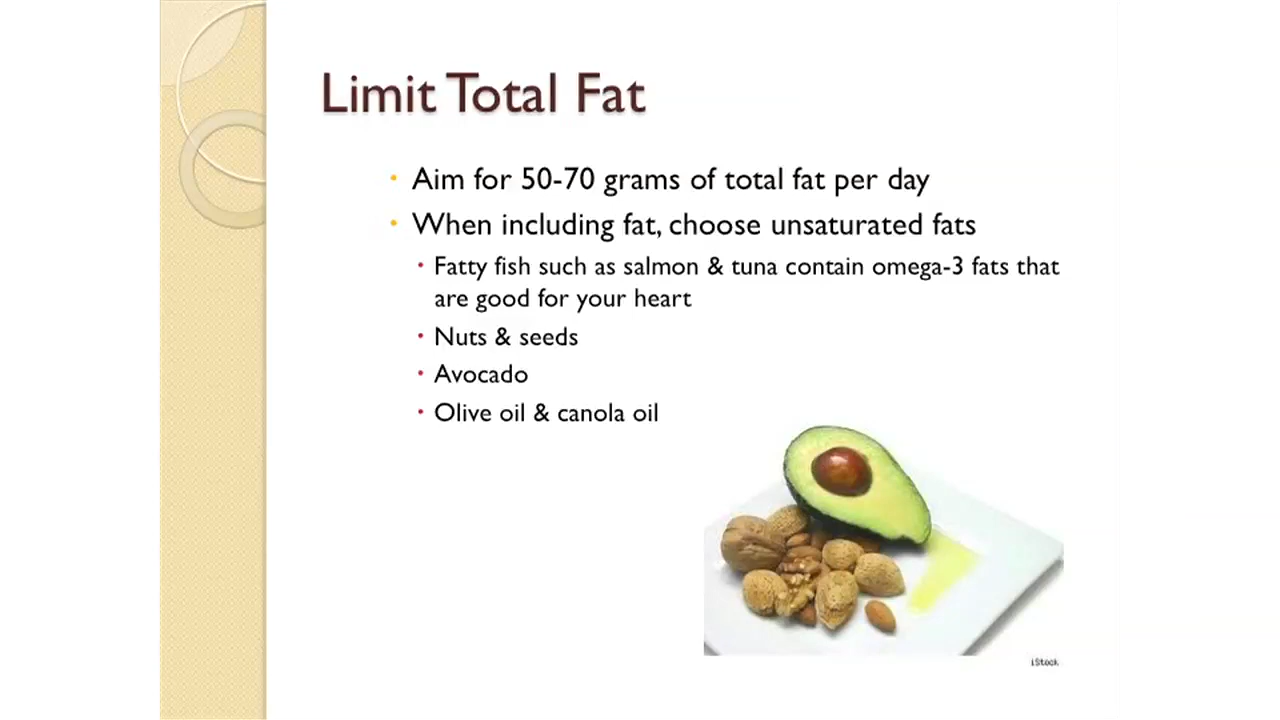 Limit Total Fat
• Aim for 50-70 grams of total fat per day
• When including fat, choose unsaturated fats
• Fatty fish such as salmon & tuna contain omega-3 fats that
are good for your heart
• Nuts & seeds
• Avocado
• Olive oil & canola oil
iStock